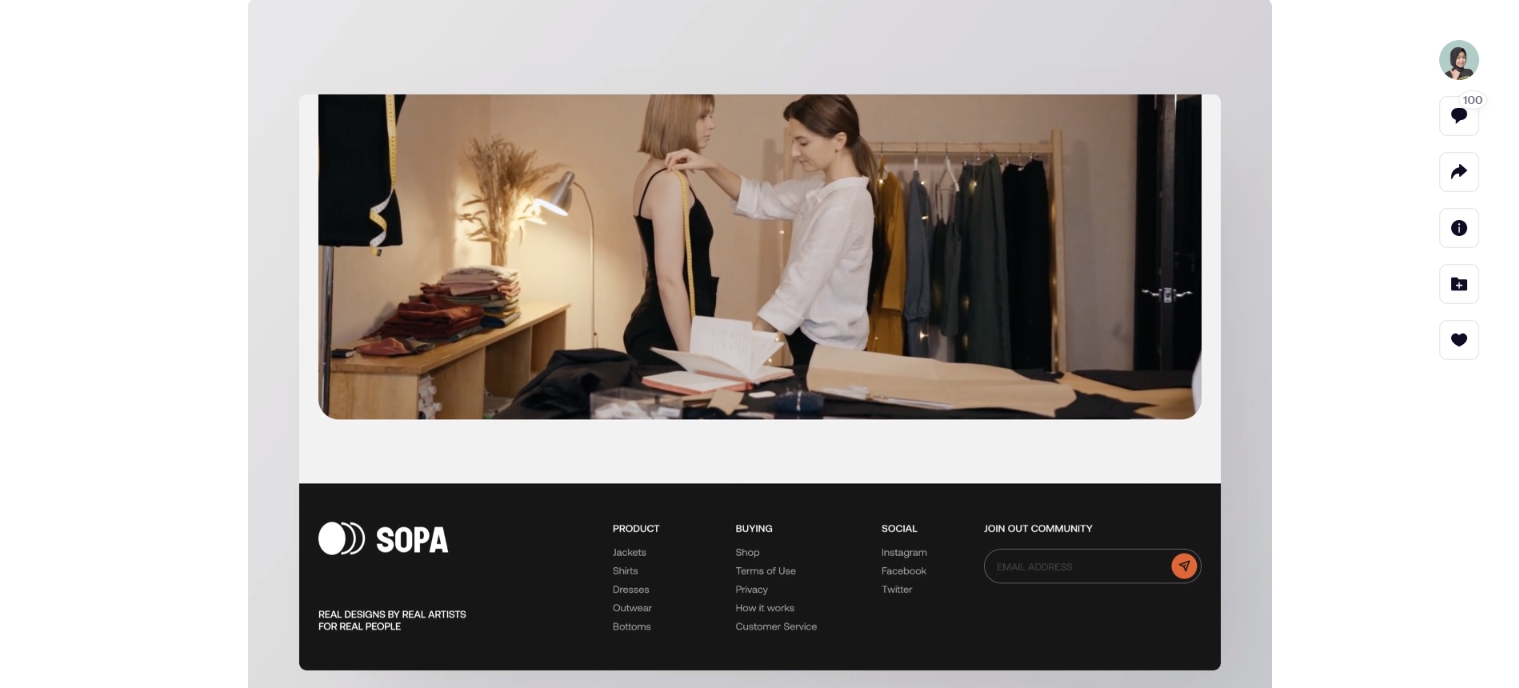 100
SOPA
REAL DESIGNS BY REAL ARTISTS
FOR REAL PEOPLE
PRODUCT
Jackets
Shirts
Dresses
Outwear
Bottoms
BUYING
Shop
Terms of Use
Privacy
How it works
Customer Service
SOCIAL
Instagram
Facebook
Twitter
JOIN OUT COMMUNITY
EMAIL ADDRESS